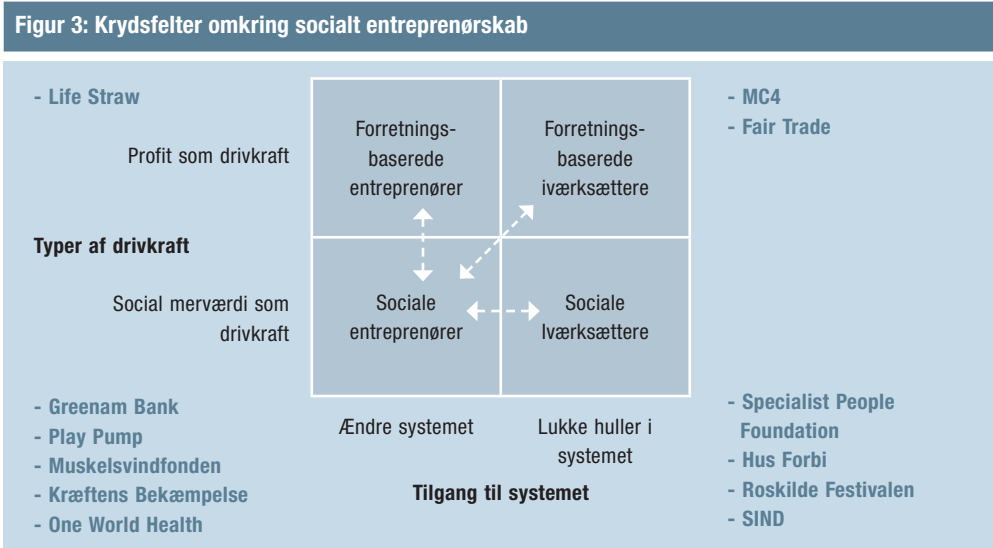 Figur 3: Krydsfelter omkring socialt entreprenørskab
- Life Straw
Profit som drivkraft
Typer af drivkraft
Social merværdi som
drivkraft
- Greenam Bank
- Play Pump
- Muskelsvindfonden
- Kræftens Bekæmpelse
- One World Health
Forretnings-
baserede
entreprenører
Forretnings-
baserede
iværksættere
Sociale
entreprenører
Sociale
Iværksættere
Ændre systemet
Lukke huller i
systemet
Tilgang til systemet
- MC4
- Fair Trade
- Specialist People
Foundation
- Hus Forbi
- Roskilde Festivalen
- SIND